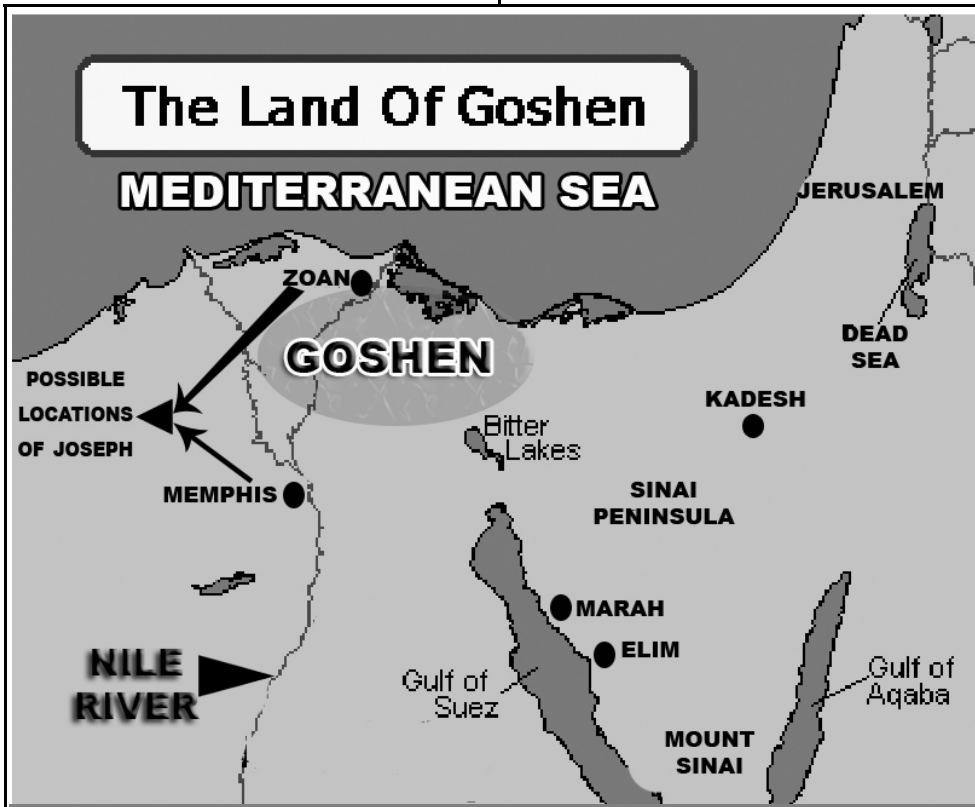 The Land Of Goshen
MEDITERRANEAN SEA
JERUSALEM
ZOAN
GOSHEN
DEAD
SEA
POSSIBLE
LOCATIONS
OF JOSEPH
KADESH
Bitter
Lakes
MEMPHIS
SINAI
PENINSULA
MARAH
ELIM
NILE
RIVER
Gulf of
Suez
Gulf of
Aqaba
MOUNT
SINAI